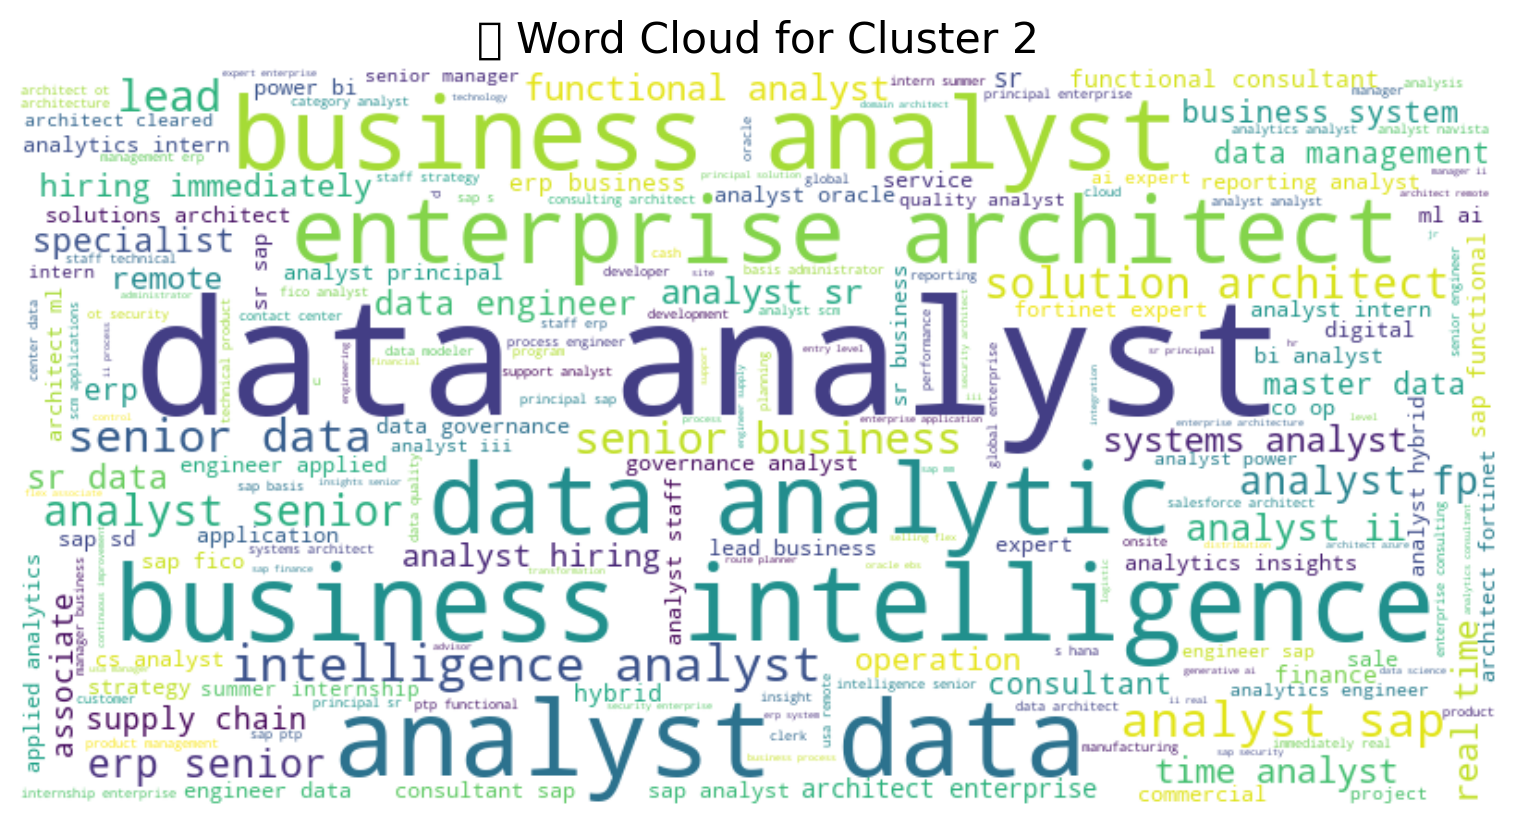 Word Cloud for Cluster 2
architect ot
expert enterprise
power bi
senior manager
functional analyst
intern summer
sr
functional consultant
analysis
architecture
lead
category analyst
technology
principal enterprise
manager
architect cleared
business analyst
domain architect
business system
analytics intern
oracle
analytics analyst
analyst navista
management erp
data management
hiring immediately
staff strategy
erp business
principal solution
global
service
ai expert
reporting analyst
manager ii
p
sap s
consulting architect
analyst oracle
quality analyst
cloud
analyst analyst
architect remote
solutions architect
enterprise architect
ml ai
specialist
sr sap
cash
jr
staff technical
intern
remote
analyst principal
developer
site
basis administrator
reporting
solution architect
administrator
fico analyst
data engineer
analyst sr
sr business
fortinet expert
analyst intern
ot security
contact center
staff erp
development
analyst scm
digital
center data
architect ml
scm applications
ii process
technical product
data analyst
data modeler
process engineer
program
entry level
performance
security architect
sr principal
hr
bi analyst
senior engineer
sap functional
engineering
financial
support analyst
support
planning
iii
integration
erp
c
principal sap
engineer supply
global enterprise
master data
co op
control
process
enterprise application
enterprise architecture
level
senior data
data governance
analyst iii
senior business
systems analyst
analyst hybrid
sr data
engineer applied
governance analyst
analyst power
flex associate
sap basis
insights senior
data quality
data analytic
sap mm
salesforce architect
analyst fp
analyst senior
analyst staff
analyst ii
sap sd
application
systems architect
analyst hiring
lead business
selling flex
expert
onsite
distribution
architect azure
sap fico
sap finance
transformation
route planner
oracle ebs
analytics insights
enterprise consulting
analytics consultant
architect fortinet
applied analytics
associate
manager business
continuous improvement
business intelligence
logistic
cs analyst
intelligence analyst
advisor
operation
s hana
engineer sap
sale
strategy
summer internship
hybrid
intelligence senior
consultant
generative ai
finance
data science
customer
principal sr
ptp functional
security enterprise
insight
data architect
ii real
analytics engineer
real time
supply chain
analyst data
erp system
usa remote
analyst sap
product
product management
sap ptp
clerk
manufacturing
sap security
immediately real
erp senior
business process
time analyst
internship enterprise
engineer data
consultant sap
sap analyst
architect enterprise
commercial
project